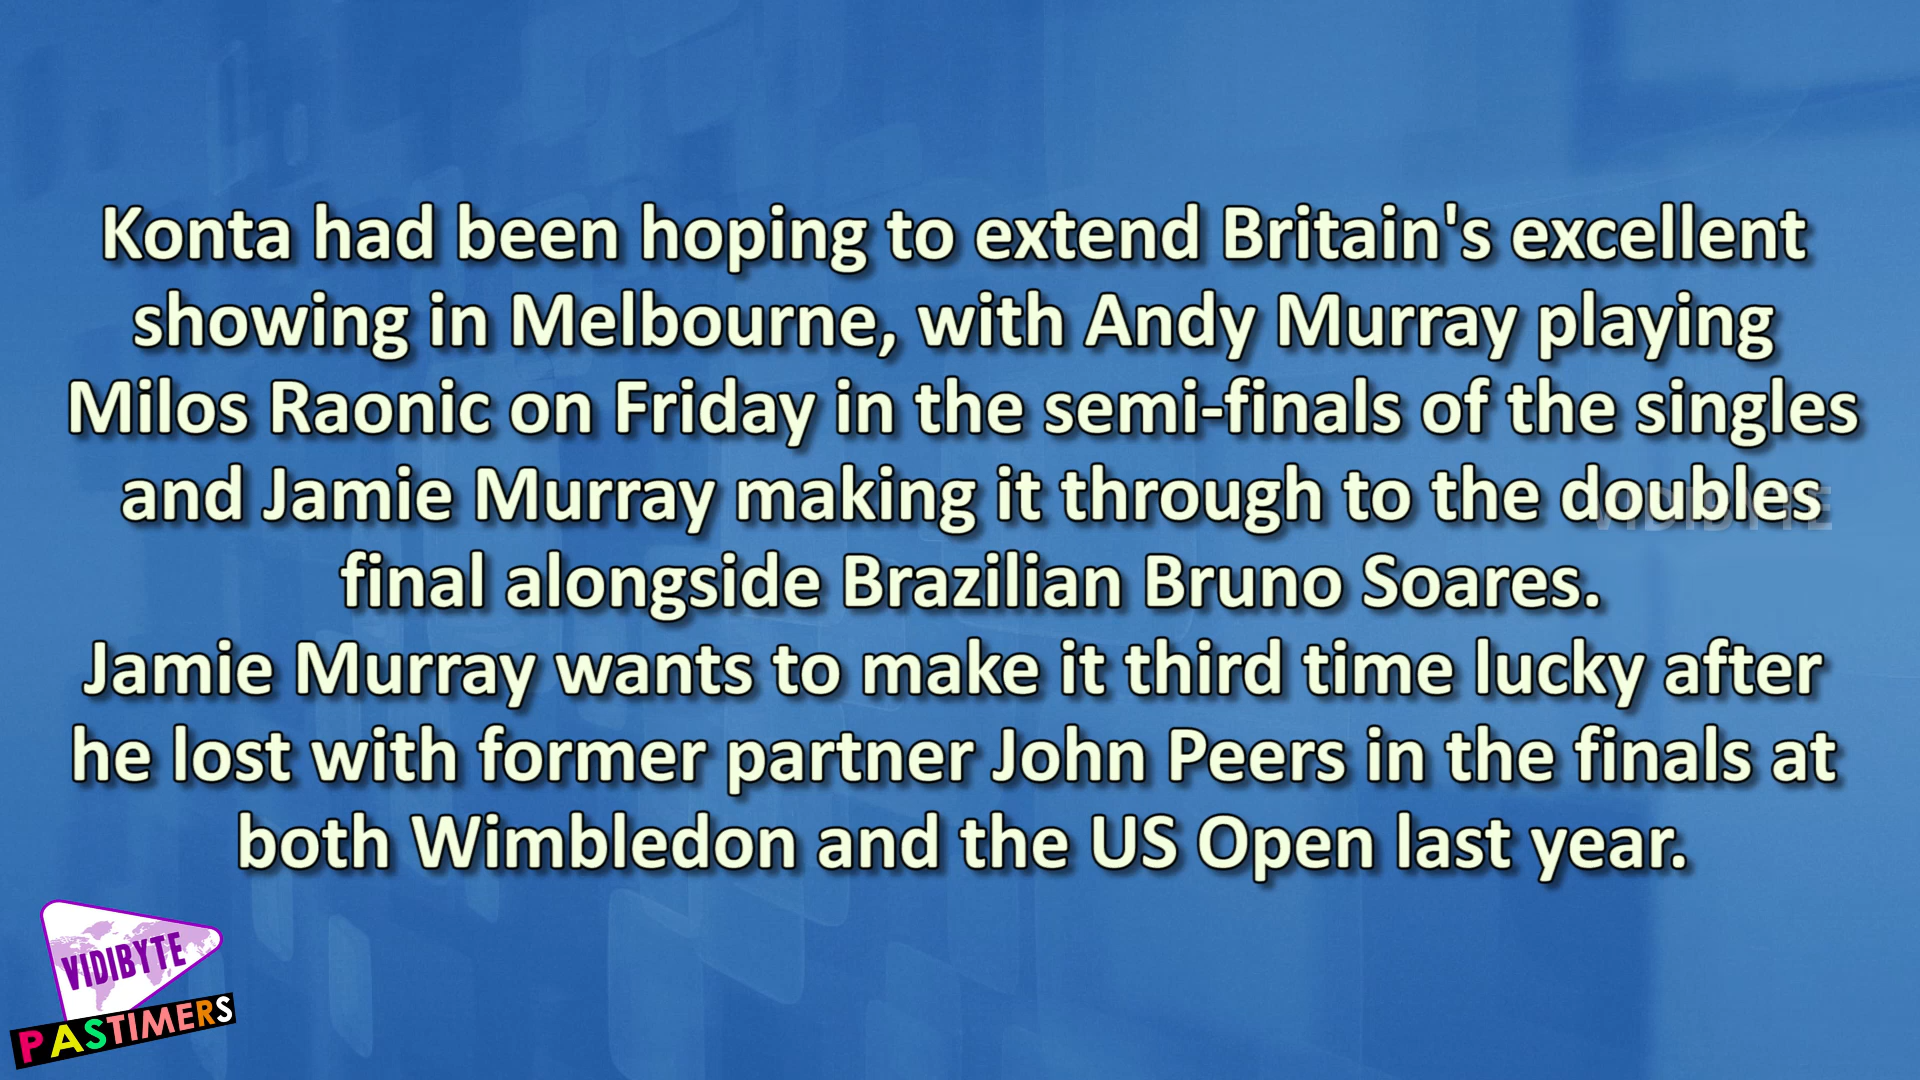 Konta had been hoping to extend Britain's excellent
showing in Melbourne, with Andy Murray playing
Milos Raonic on Friday in the semi-finals of the singles
and Jamie Murray making it through to the doubles
final alongside Brazilian Bruno Soares.
Jamie Murray wants to make it third time lucky after
he lost with former partner John Peers in the finals at
both Wimbledon and the US Open last year.
VIDIBYTE
VIDIBYTE
PASTIMERS